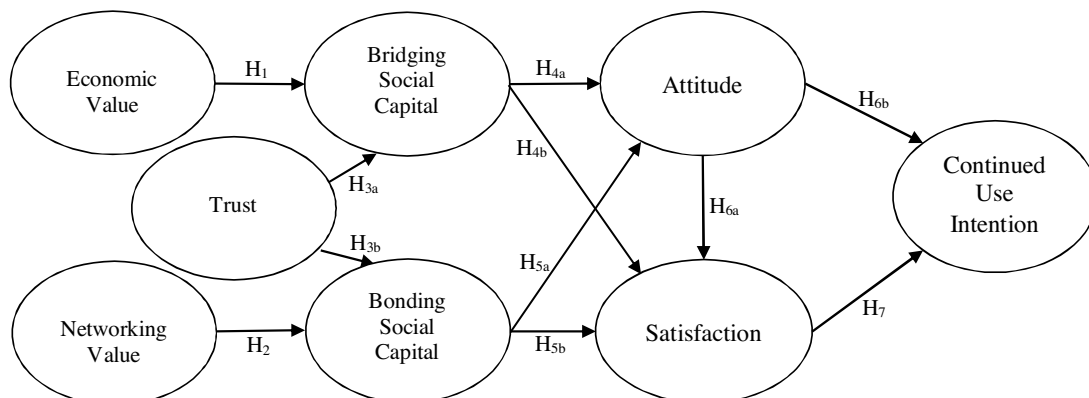 Economic
Value
H1
Bridging
Social
Capital
H4a
Attitude
H6b
H4b
Trust
H3a
H3b
H6a
Continued
Use
Intention
H5a
Networking
Value
H2
Bonding
Social
Capital
H5b
Satisfaction
H7